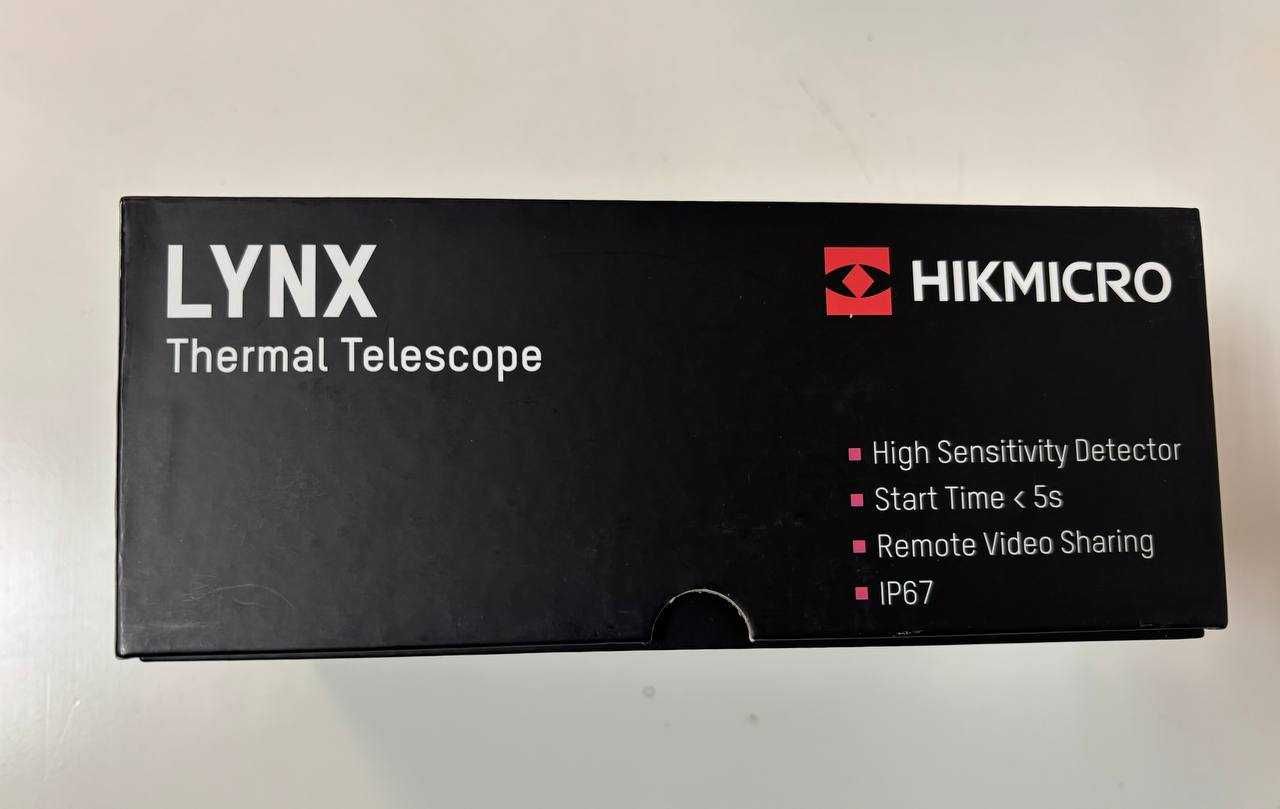 LYNX
Thermal Telescope
HIKMICRO
High Sensitivity Detector
Start Time < 5s
Remote Video Sharing
IP67